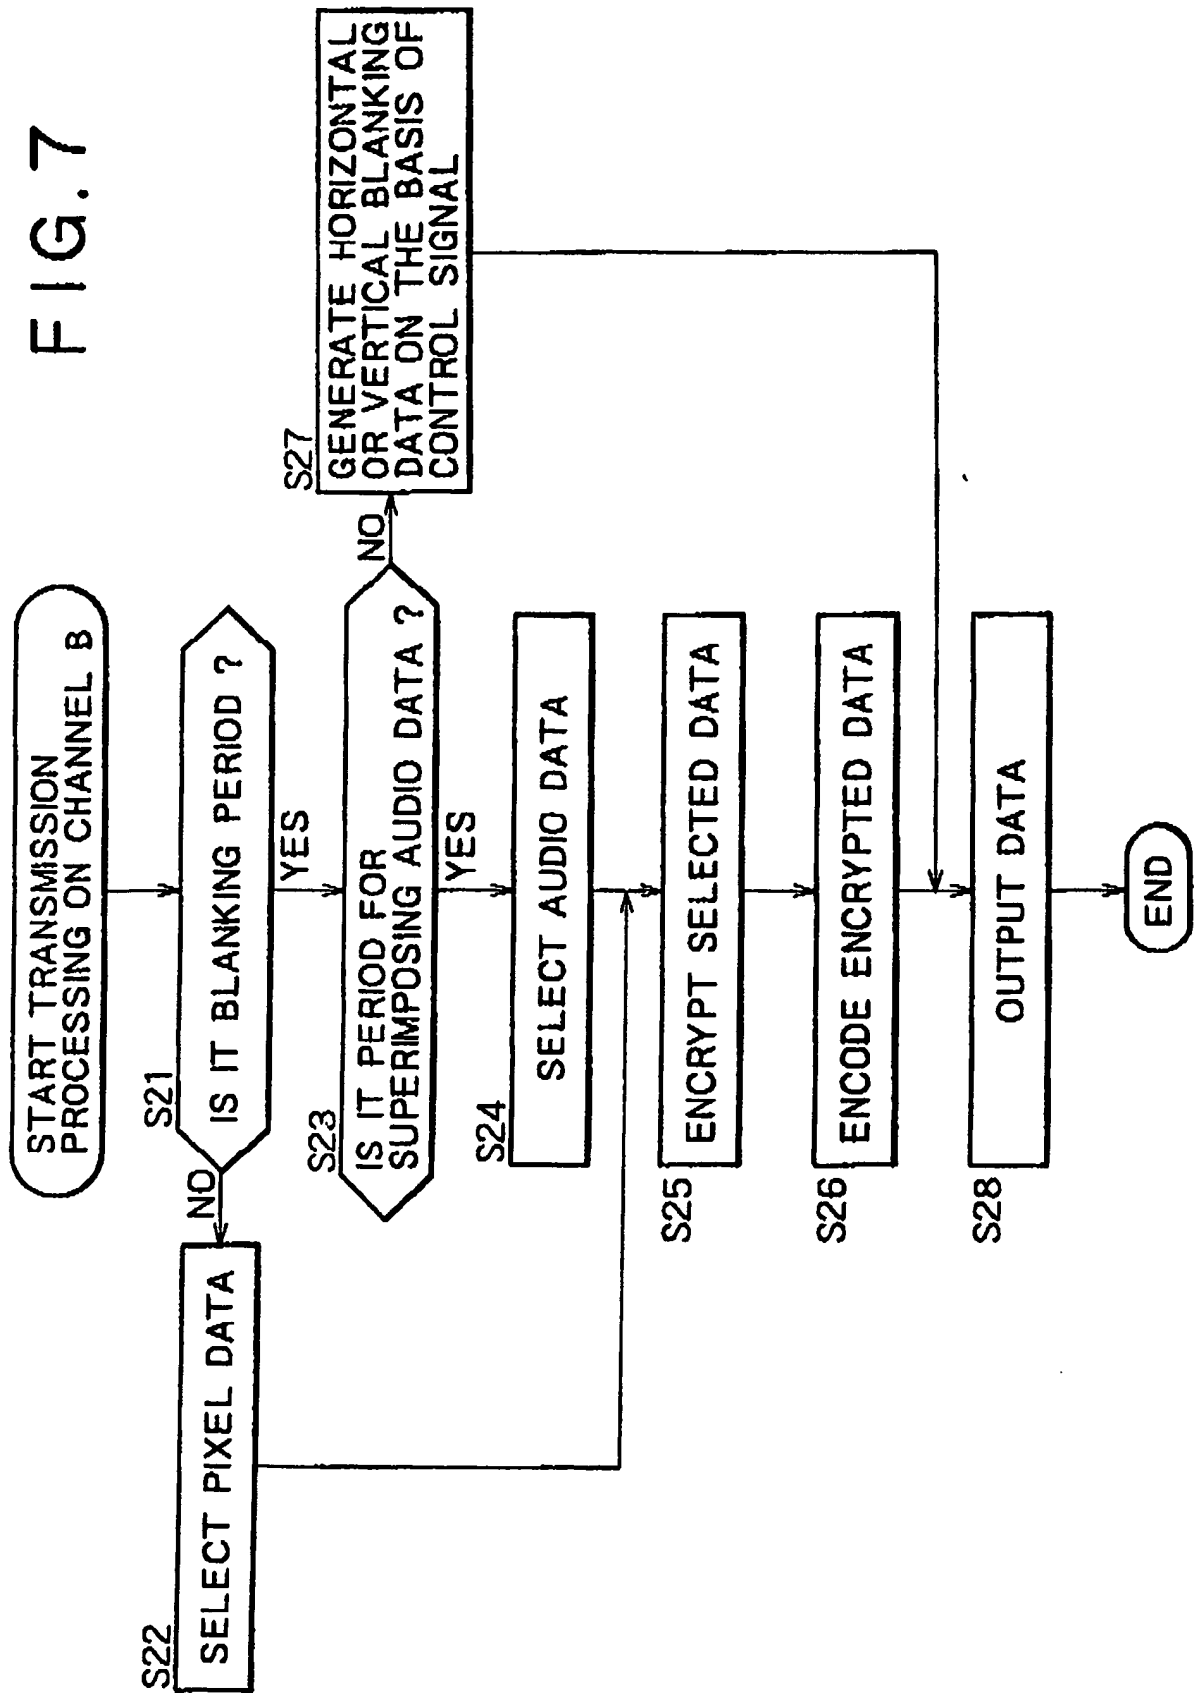 FIG.7
START TRANSMISSION
PROCESSING ON CHANNEL B
S21
IS IT BLANKING PERIOD ?
NO
YES
S22
SELECT PIXEL DATA
S23
IS IT PERIOD FOR
SUPERIMPOSING AUDIO DATA ?
NO
YES
S27
GENERATE HORIZONTAL
OR VERTICAL BLANKING
DATA ON THE BASIS OF
CONTROL SIGNAL
S24
SELECT AUDIO DATA
S25
ENCRYPT SELECTED DATA
S26
ENCODE ENCRYPTED DATA
S28
OUTPUT DATA
END